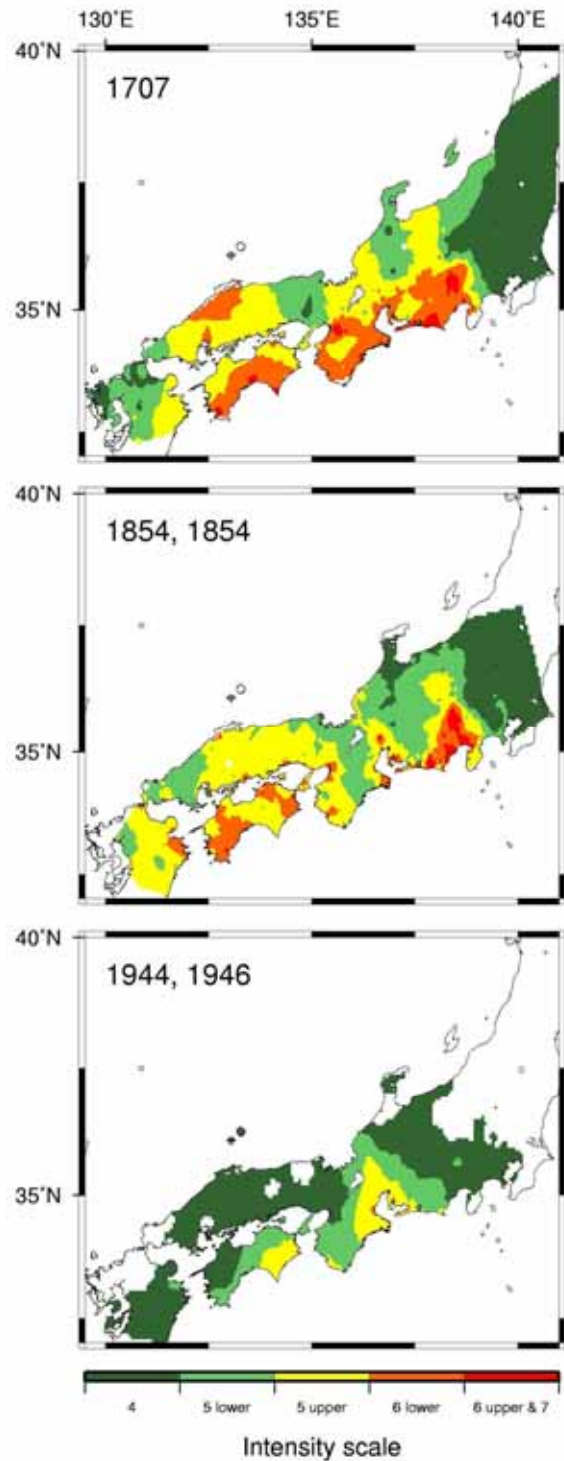 130˚E 135˚E 140˚E
40˚N
1707
35˚N
40˚N
1854, 1854
35˚N
40˚N
1944, 1946
35˚N
4 5 lower 5 upper 6 lower 6 upper & 7
Intensity scale